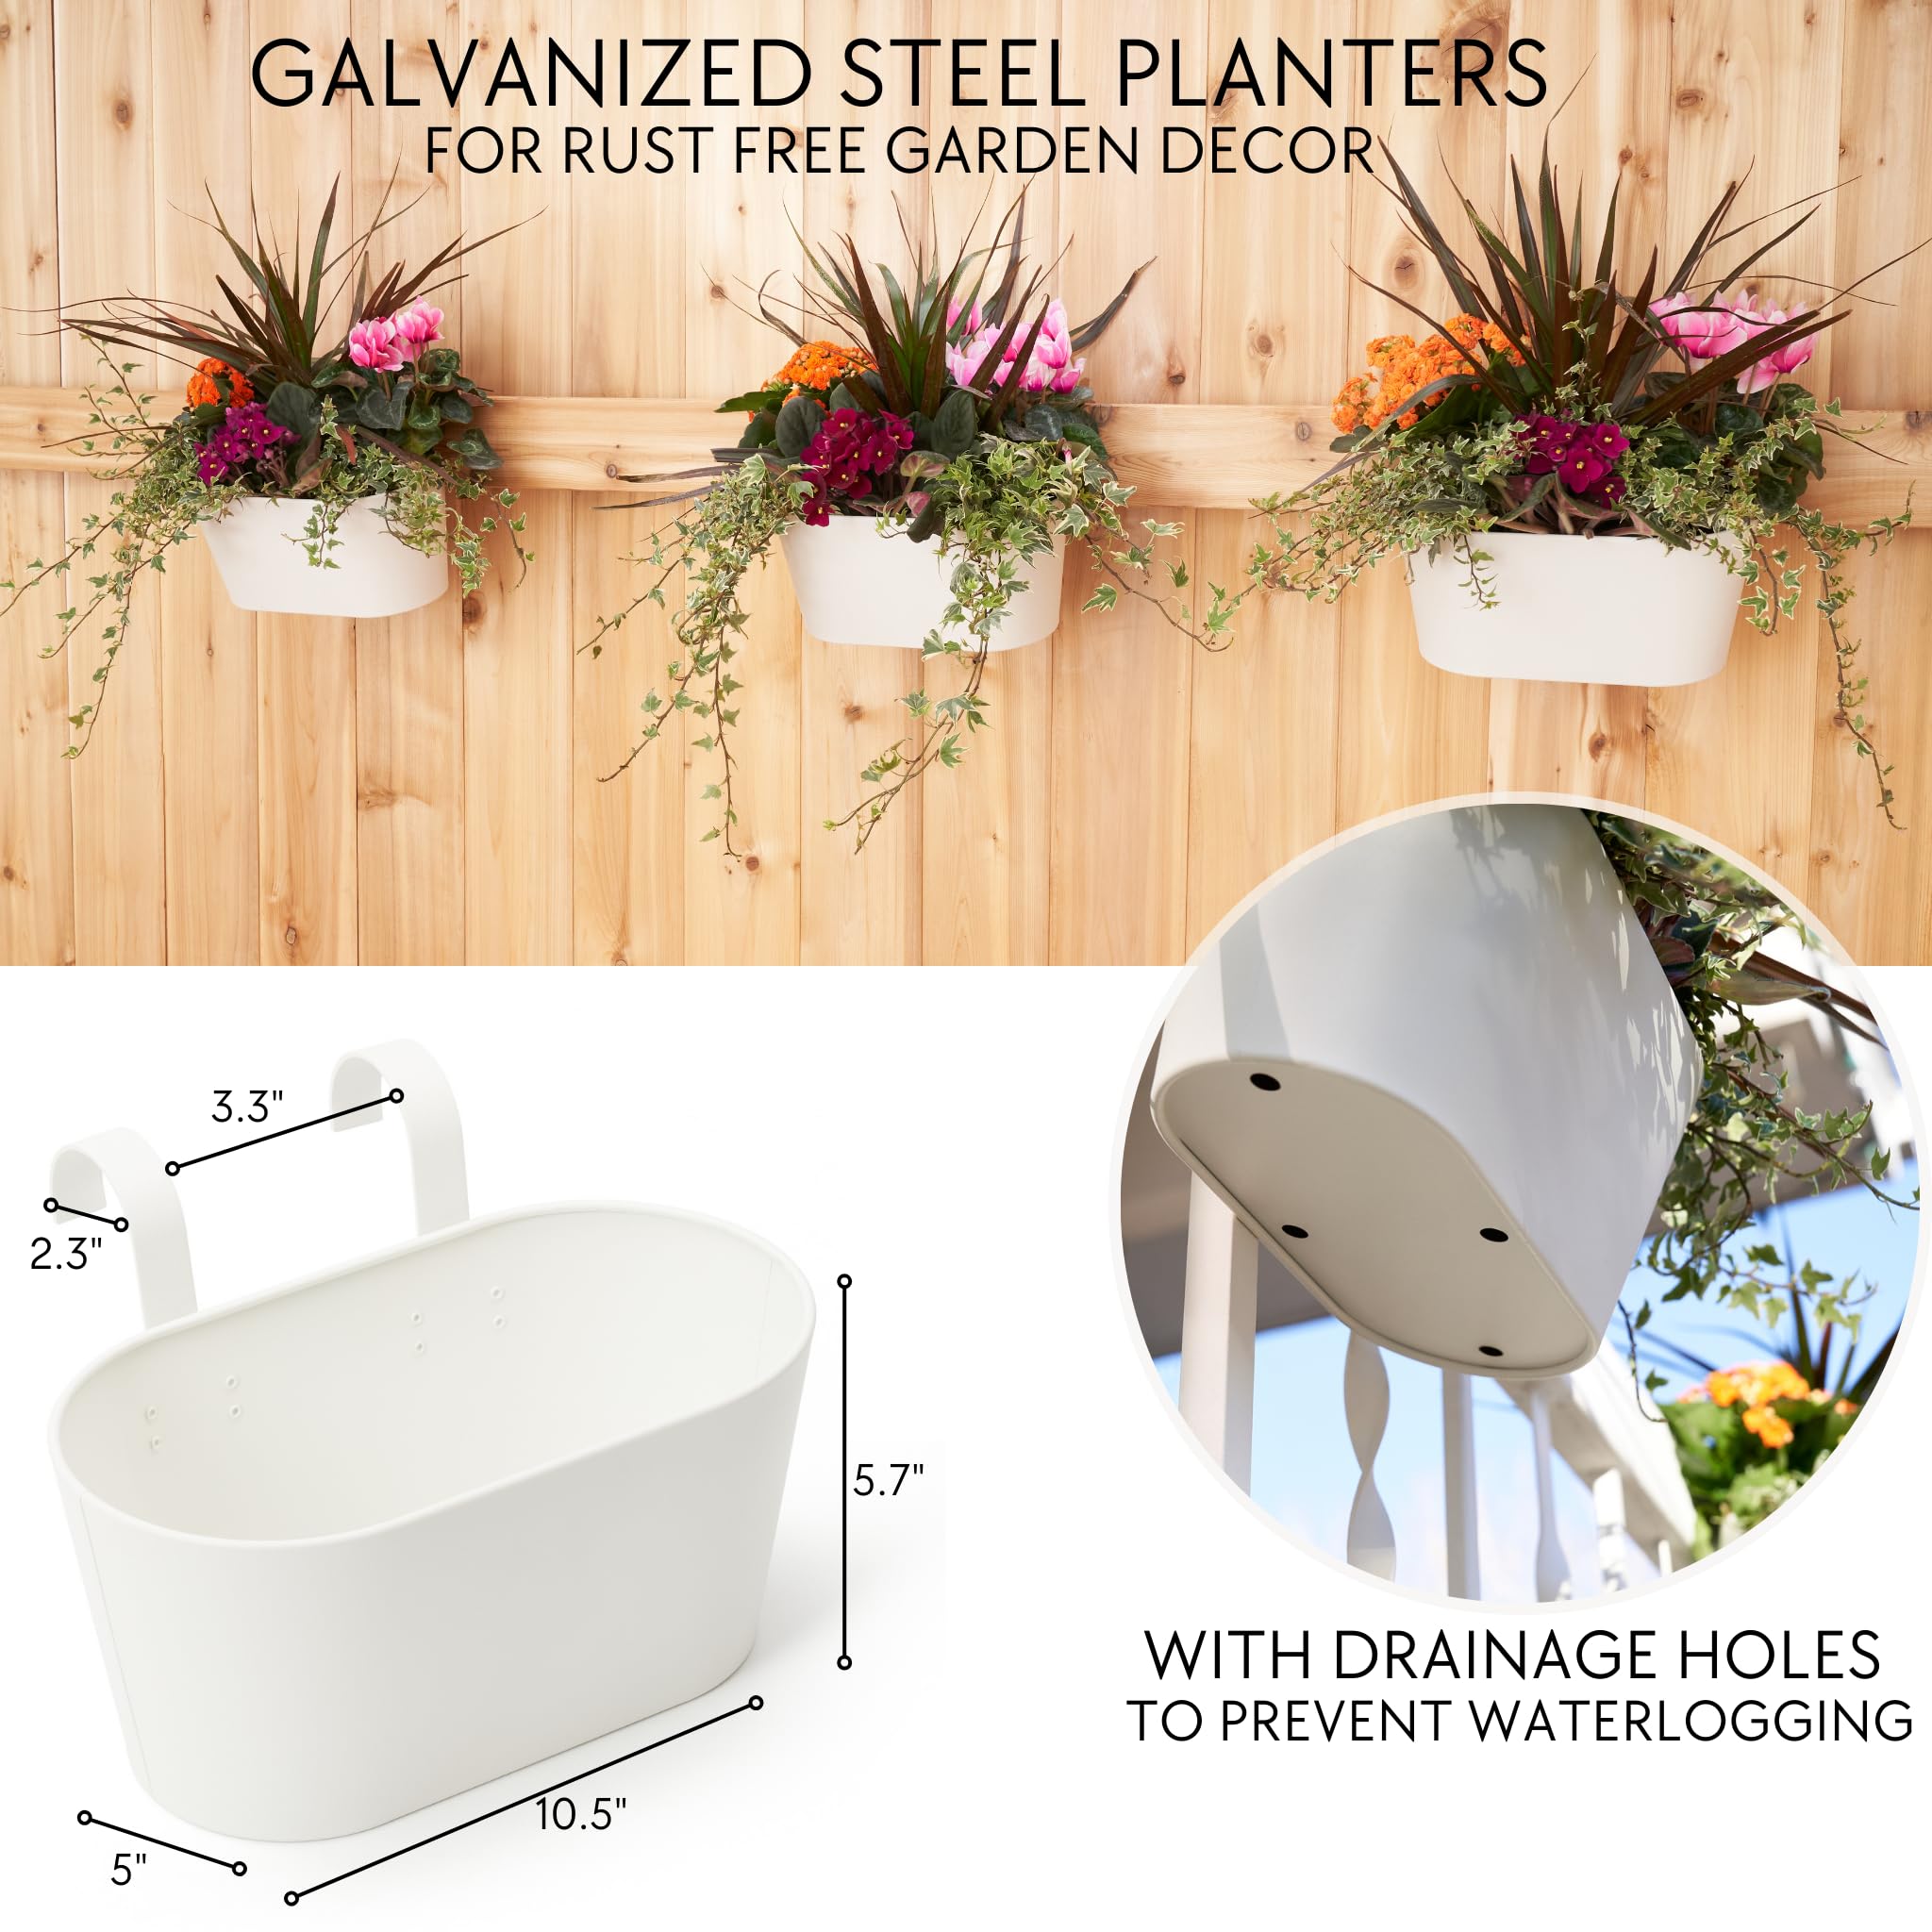 GALVANIZED STEEL PLANTERS
FOR RUST FREE GARDEN DECOR
3.3"
2.3"
5.7"
10.5"
5"
WITH DRAINAGE HOLES
TO PREVENT WATERLOGGING